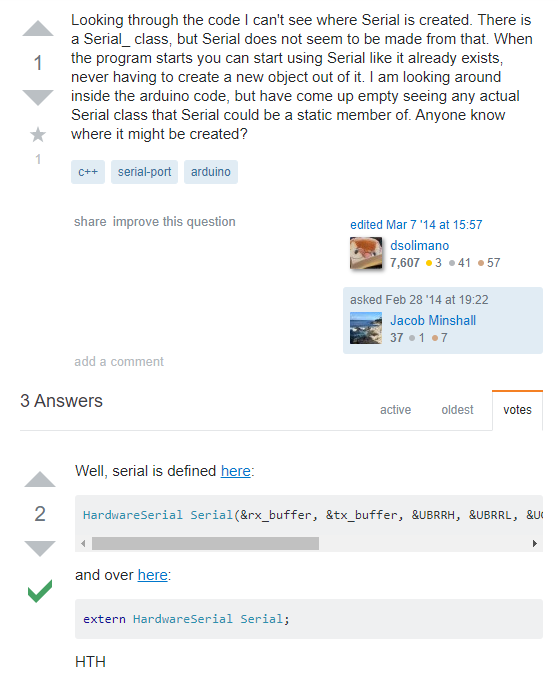 Looking through the code I can't see where Serial is created. There is
a Serial_ class, but Serial does not seem to be made from that. When
the program starts you can start using Serial like it already exists,
never having to create a new object out of it. I am looking around
inside the arduino code, but have come up empty seeing any actual
Serial class that Serial could be a static member of. Anyone know
where it might be created?
1
1
c++ serial-port arduino
share improve this question
edited Mar 7 '14 at 15:57
dsolimano
7,607 3 41 57
asked Feb 28 '14 at 19:22
Jacob Minshall
37 1 7
add a comment
3 Answers
active oldest votes
Well, serial is defined here:
2
HardwareSerial Serial(&rx_buffer, &tx_buffer, &UBRRH, &UBRRL,
and over here:
extern HardwareSerial Serial;
HTH